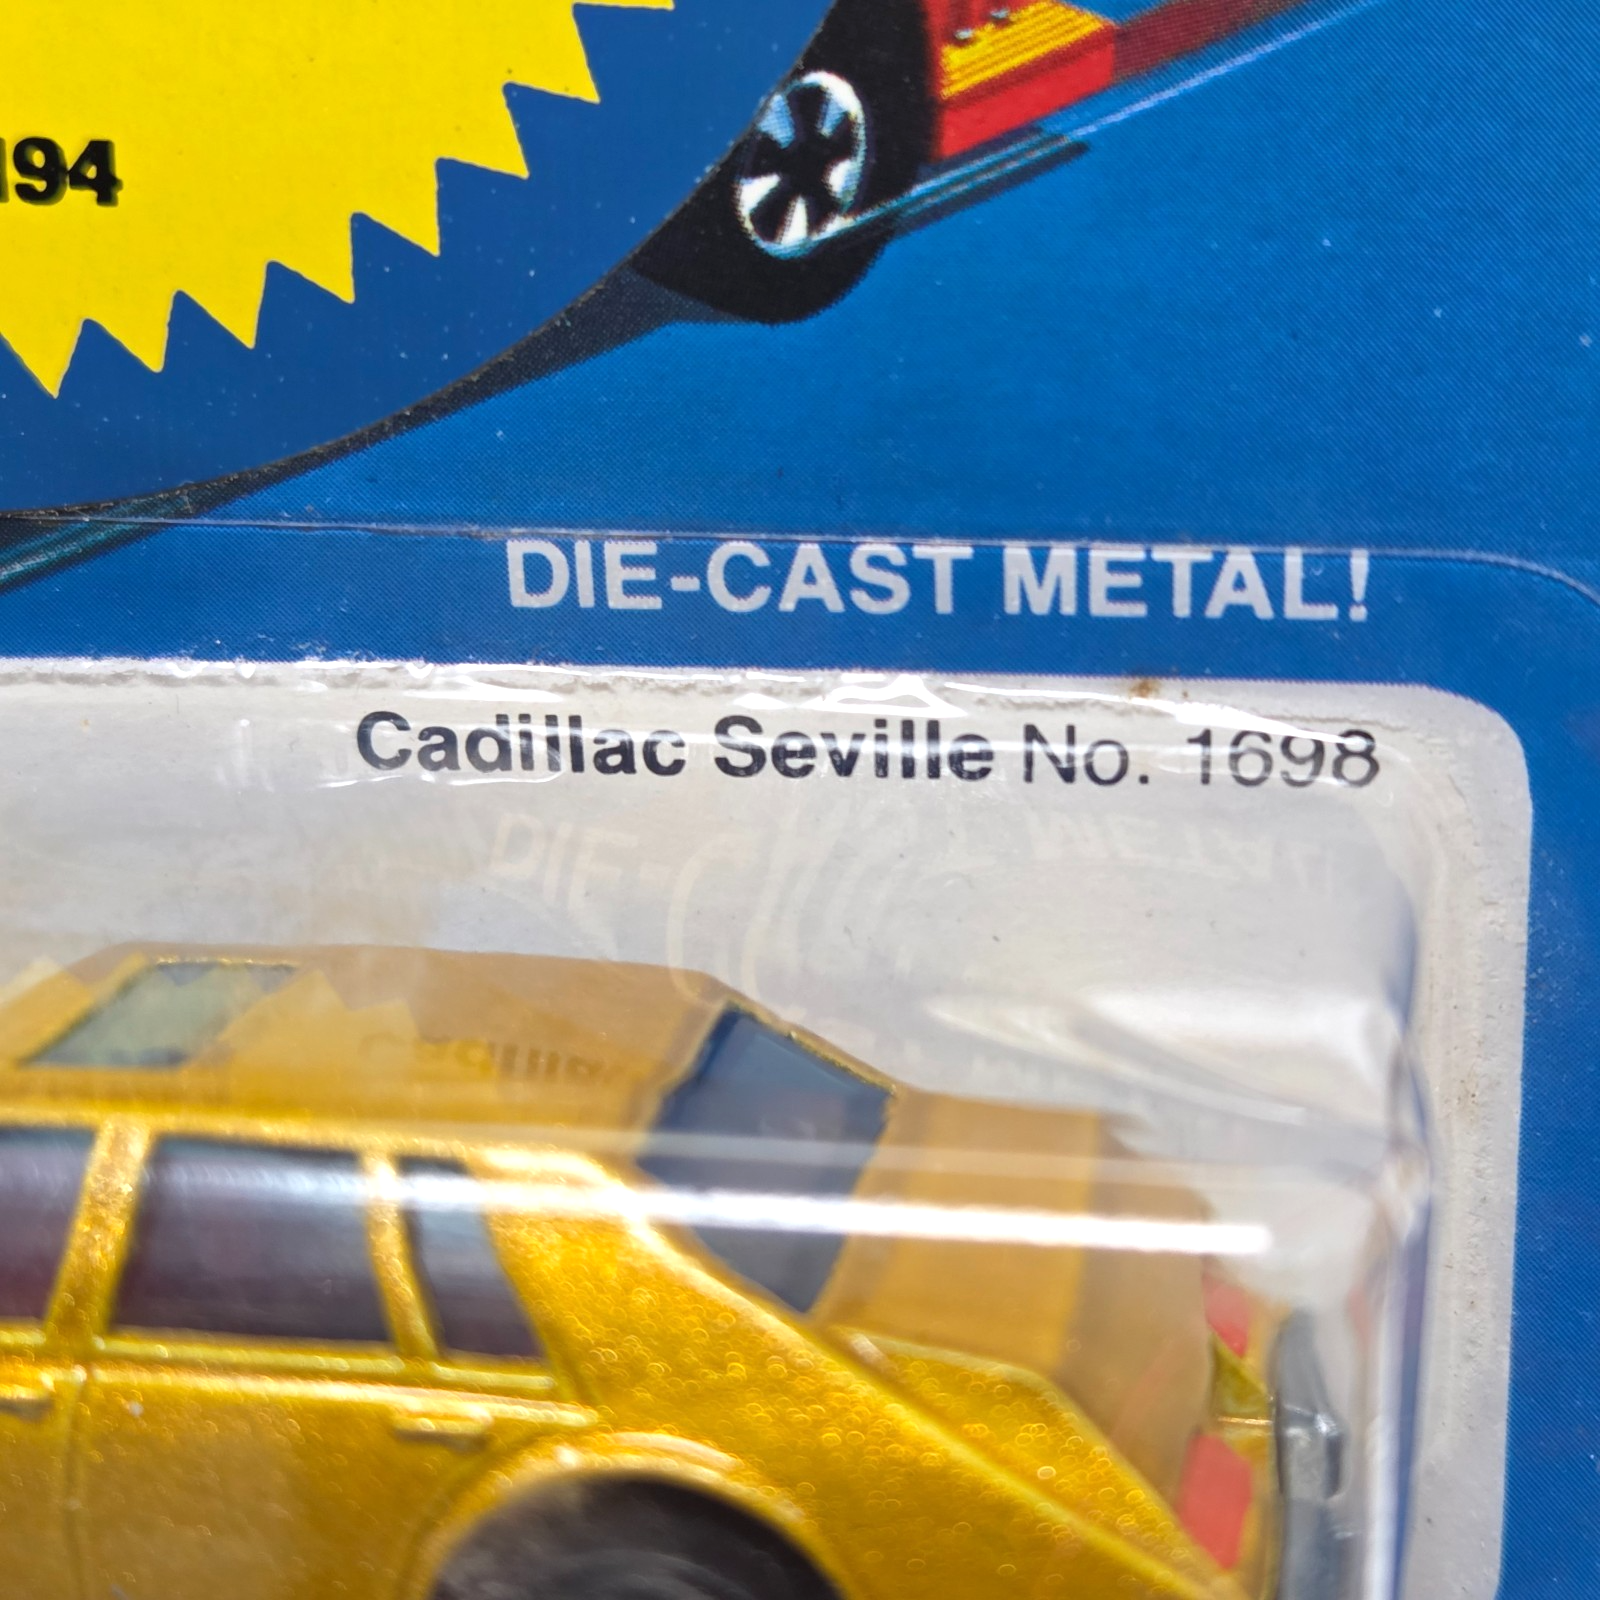 194
DIE-CAST METAL!
Cadillac Seville No. 1698